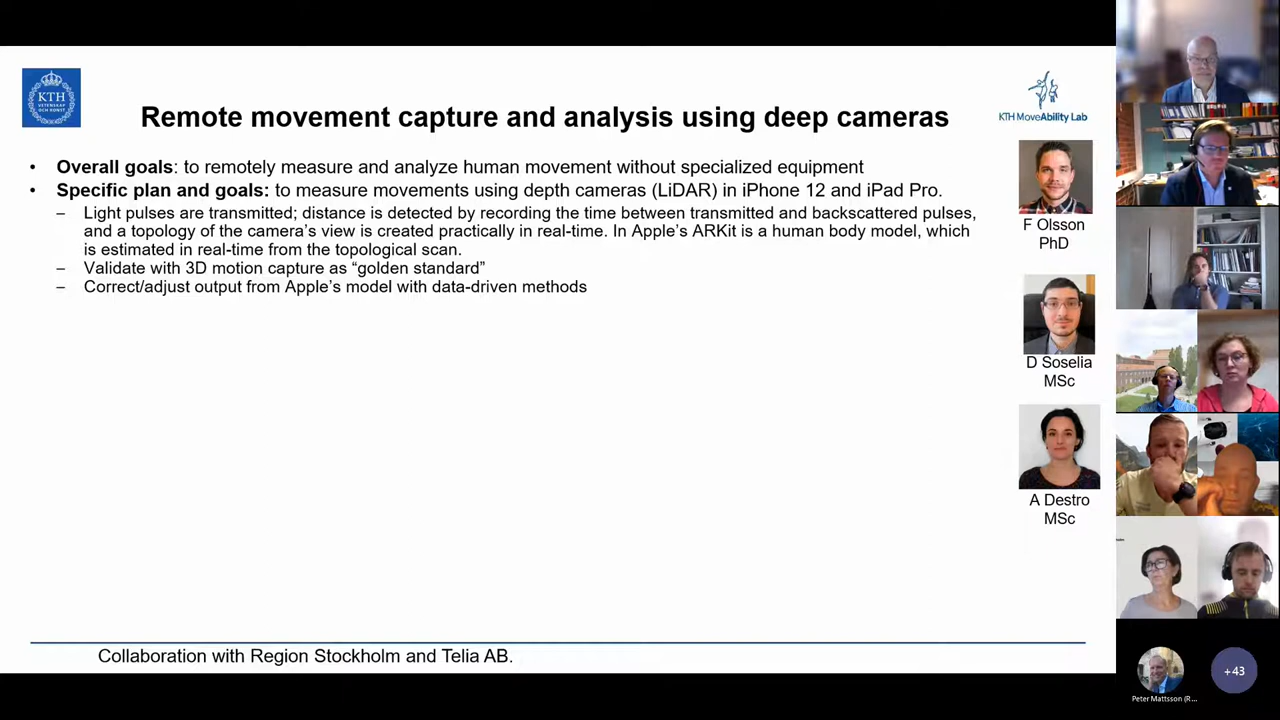 KTH
VETENSKAP
OCH KONST
Remote movement capture and analysis using deep cameras
KTH MoveAbility Lab
• Overall goals: to remotely measure and analyze human movement without specialized equipment
• Specific plan and goals: to measure movements using depth cameras (LiDAR) in iPhone 12 and iPad Pro.
– Light pulses are transmitted; distance is detected by recording the time between transmitted and backscattered pulses,
and a topology of the camera’s view is created practically in real-time. In Apple’s ARKit is a human body model, which
is estimated in real-time from the topological scan.
– Validate with 3D motion capture as “golden standard”
– Correct/adjust output from Apple’s model with data-driven methods
F Olsson
PhD
D Soselia
MSc
A Destro
MSc
Collaboration with Region Stockholm and Telia AB.
Peter Mattsson (R...
+43